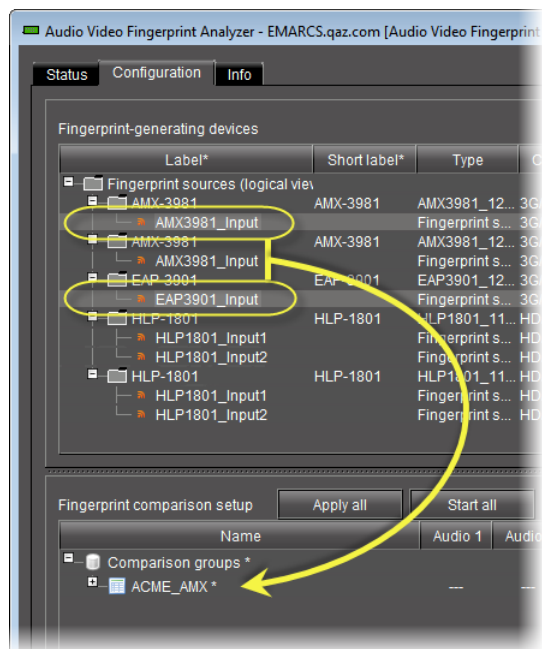 Audio Video Fingerprint Analyzer - EMARCS.qaz.com [Audio Video Fingerprint
Status Configuration Info
Fingerprint-generating devices
Label* Short label* Type
Fingerprint sources (logical view
AMX-3981 AMX-3981 AMX3981_12... 3G/
AMX3981_Input Fingerprint s... 3G/
AMX-3981 AMX-3981 AMX3981_12... 3G/
AMX3981_Input Fingerprint s... 3G/
EAP-3901 EAP-3901 EAP3901_12... 3G/
EAP3901_Input Fingerprint s... 3G/
HLP-1801 HLP-1801 HLP1801_11... HD
HLP1801_Input1 Fingerprint s... HD
HLP1801_Input2 Fingerprint s... HD
HLP-1801 HLP-1801 HLP1801_11... HD
HLP1801_Input1 Fingerprint s... HD
HLP1801_Input2 Fingerprint s... HD
Fingerprint comparison setup Apply all Start all
Name Audio 1 Audio
Comparison groups *
ACME_AMX * --- ---